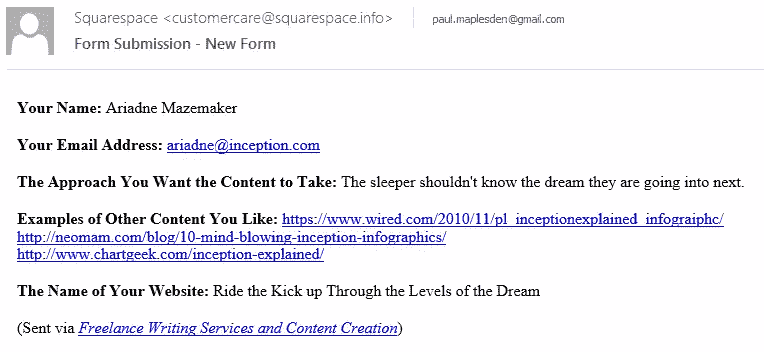 Squarespace <customercare@squarespace.info> paul.maplesden@gmail.com
Form Submission - New Form
Your Name: Ariadne Mazemaker
Your Email Address: ariadne@inception.com
The Approach You Want the Content to Take: The sleeper shouldn't know the dream they are going into next.
Examples of Other Content You Like: https://www.wired.com/2010/11/pl_inceptionexplained_infograiphc/
http://neomam.com/blog/10-mind-blowing-inception-infographics/
http://www.chartgeek.com/inception-explained/
The Name of Your Website: Ride the Kick up Through the Levels of the Dream
(Sent via Freelance Writing Services and Content Creation)